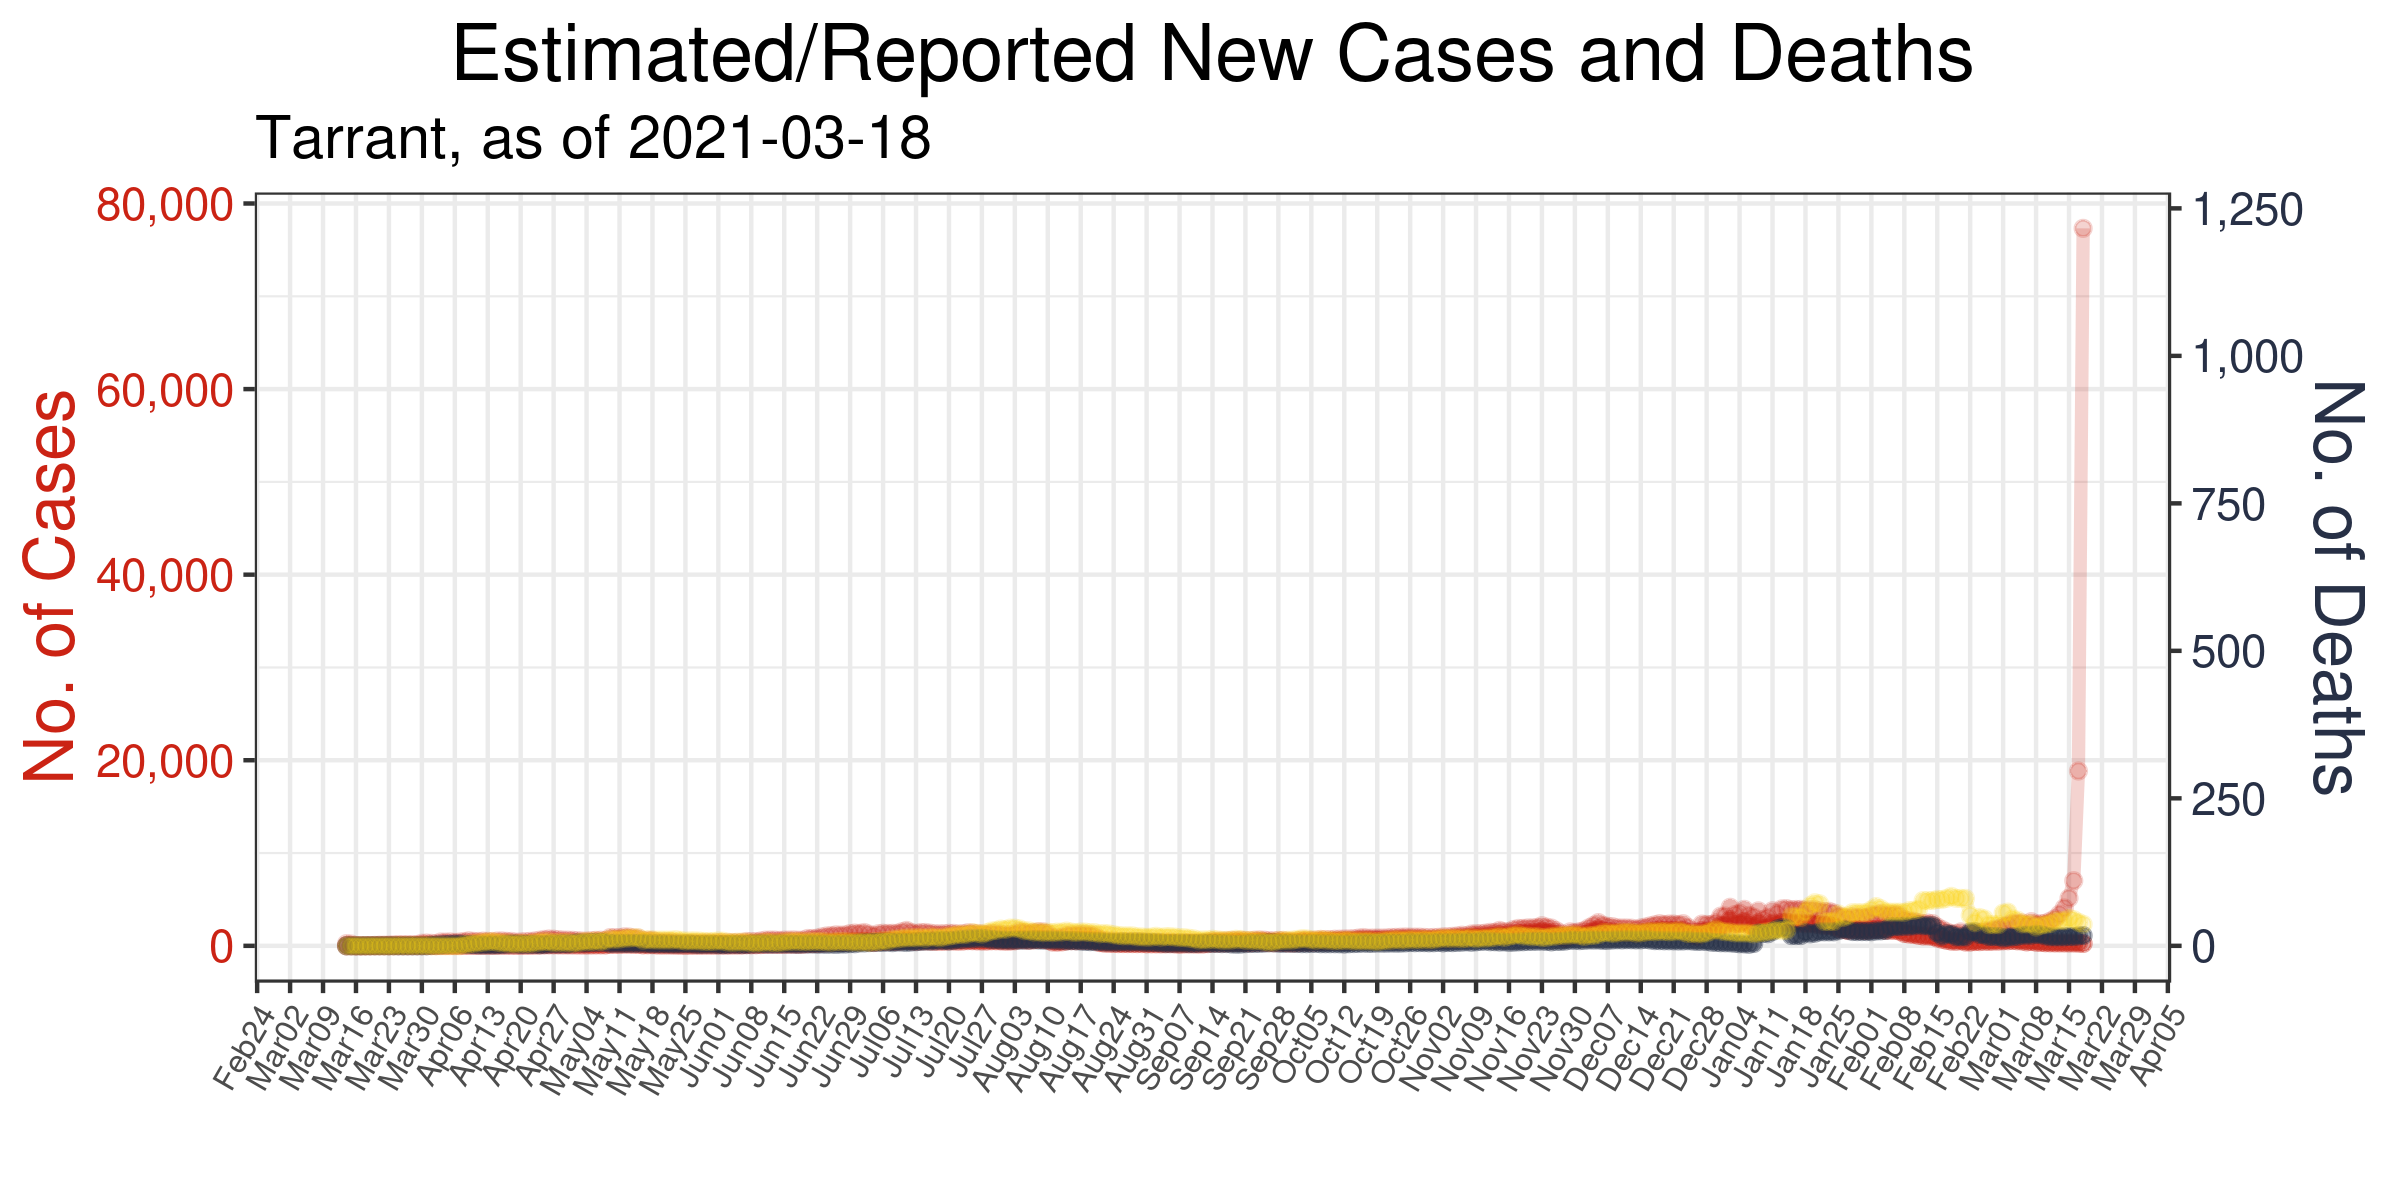 Estimated/Reported New Cases and Deaths
Tarrant, as of 2021-03-18
No. of Cases
80,000
60,000
40,000
20,000
0
1,250
1,000
750
500
250
0
No. of Deaths
Feb24
Mar02
Mar09
Mar16
Mar23
Mar30
Apr06
Apr13
Apr20
Apr27
May04
May11
May18
May25
Jun01
Jun08
Jun15
Jun22
Jun29
Jul06
Jul13
Jul20
Jul27
Aug03
Aug10
Aug17
Aug24
Aug31
Sep07
Sep14
Sep21
Sep28
Oct05
Oct12
Oct19
Oct26
Nov02
Nov09
Nov16
Nov23
Nov30
Dec07
Dec14
Dec21
Dec28
Jan04
Jan11
Jan18
Jan25
Feb01
Feb08
Feb15
Feb22
Mar01
Mar08
Mar15
Mar22
Mar29
Apr05